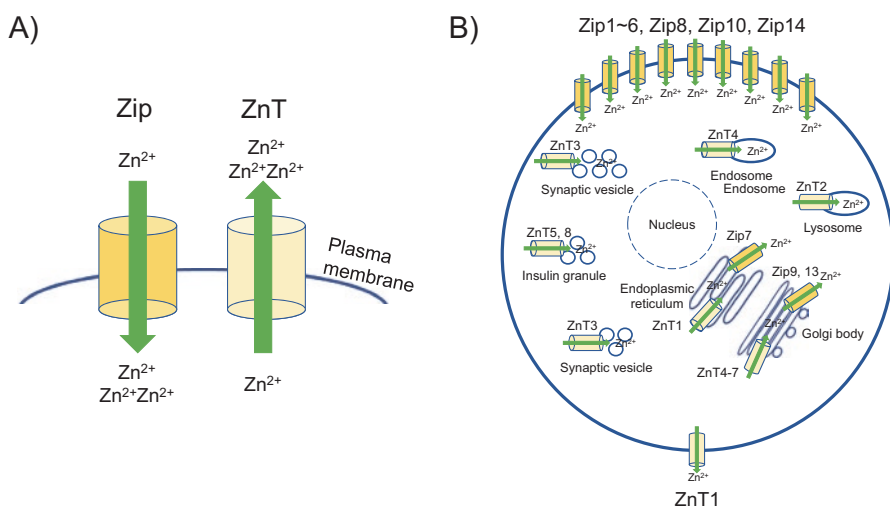 A)
Zip
ZnT
Zn²⁺
Zn²⁺
Zn²⁺Zn²⁺
Plasma
membrane
Zn²⁺
Zn²⁺Zn²⁺
Zn²⁺
B)
Zip1~6, Zip8, Zip10, Zip14
Zn²⁺
Zn²⁺
Zn²⁺
Zn²⁺
Zn²⁺
Zn²⁺
Zn²⁺
Zn²⁺
Zn²⁺
ZnT3
Zn²⁺
Synaptic vesicle
ZnT4
Zn²⁺
Endosome
Endosome
ZnT2
Zn²⁺
Lysosome
Nucleus
ZnT5, 8
Zn²⁺
Insulin granule
Zip7
Zn²⁺
Endoplasmic
reticulum
Zn²⁺
ZnT1
Zip9, 13
Zn²⁺
Zn²⁺
Golgi body
ZnT4-7
ZnT3
Zn²⁺
Synaptic vesicle
Zn²⁺
ZnT1